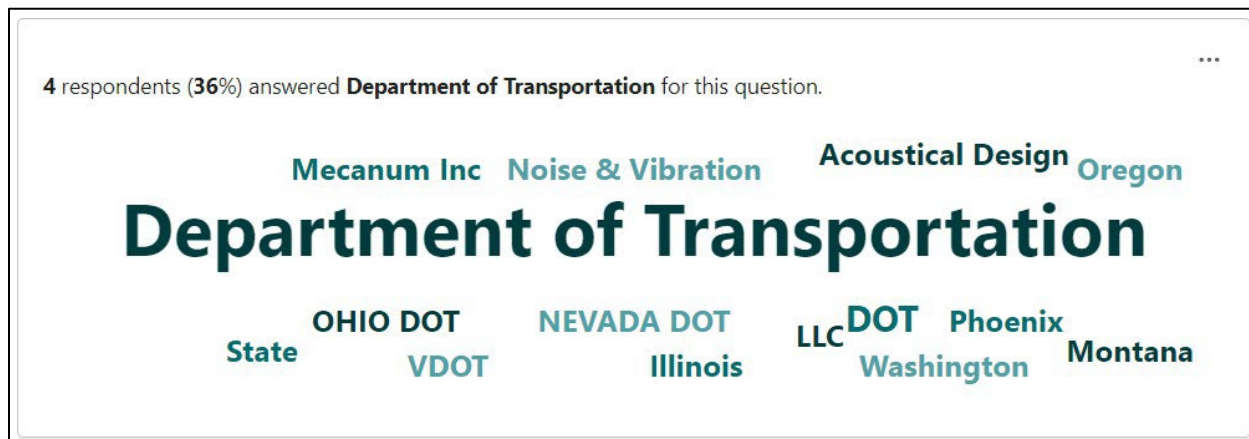 ...
4 respondents (36%) answered Department of Transportation for this question.
Mecanum Inc Noise & Vibration Acoustical Design Oregon
Department of Transportation
OHIO DOT NEVADA DOT LLC DOT Phoenix
State VDOT Illinois Washington Montana